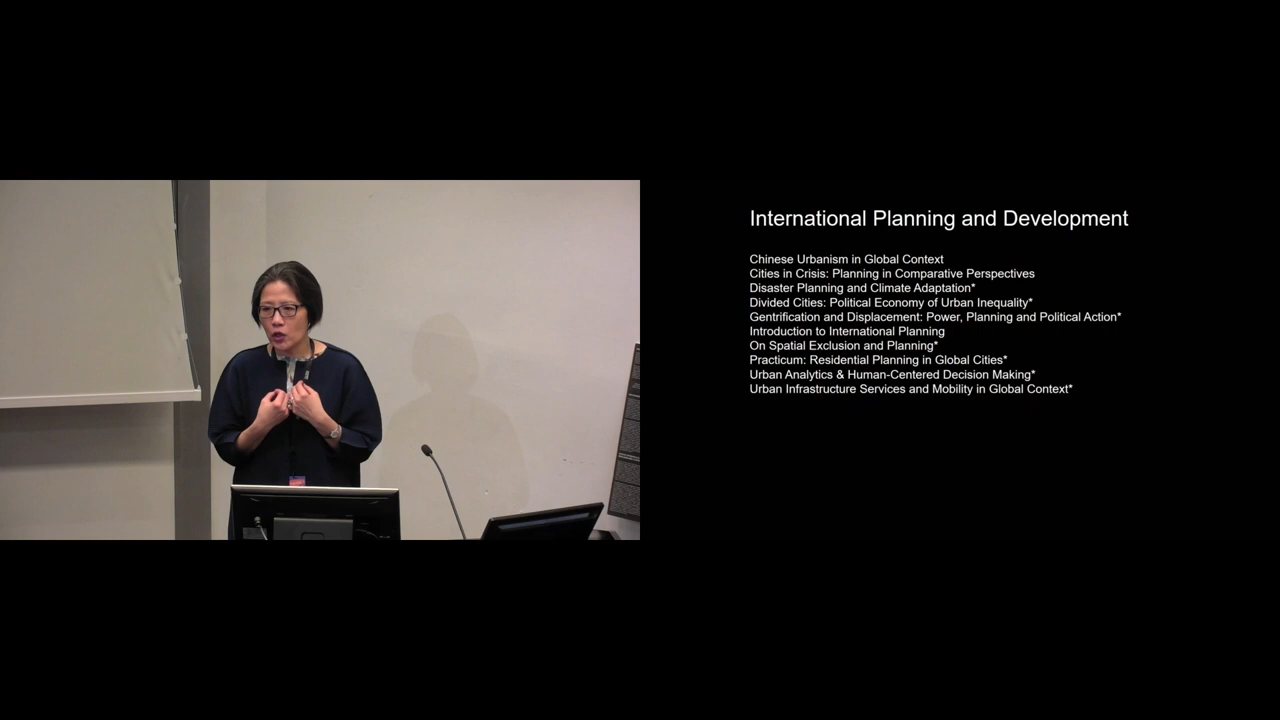 International Planning and Development
Chinese Urbanism in Global Context
Cities in Crisis: Planning in Comparative Perspectives
Disaster Planning and Climate Adaptation*
Divided Cities: Political Economy of Urban Inequality*
Gentrification and Displacement: Power, Planning and Political Action*
Introduction to International Planning
On Spatial Exclusion and Planning*
Practicum: Residential Planning in Global Cities*
Urban Analytics & Human-Centered Decision Making*
Urban Infrastructure Services and Mobility in Global Context*